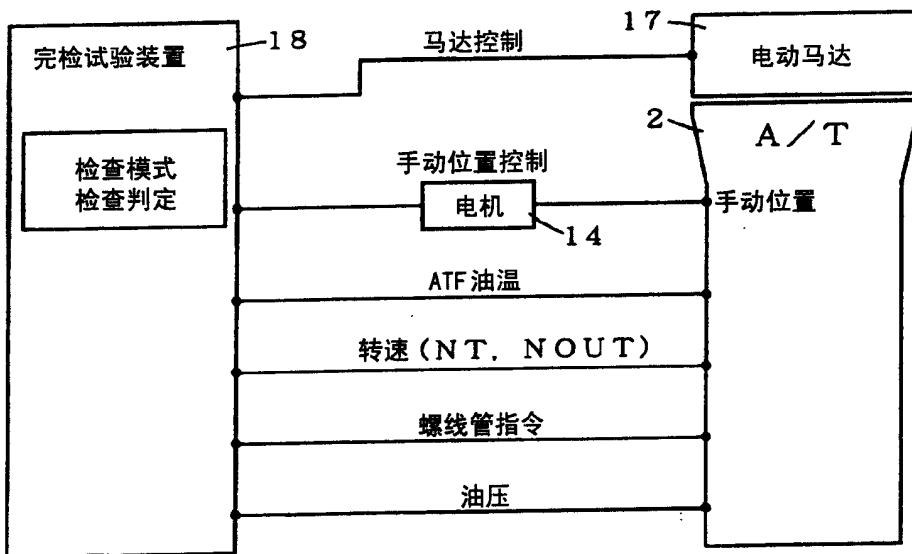 完检试验装置
18
检查模式
检查判定
马达控制
17
电动马达
2
A/T
手动位置控制
电机
14
手动位置
ATF油温
转速(NT. NOUT)
螺线管指令
油压